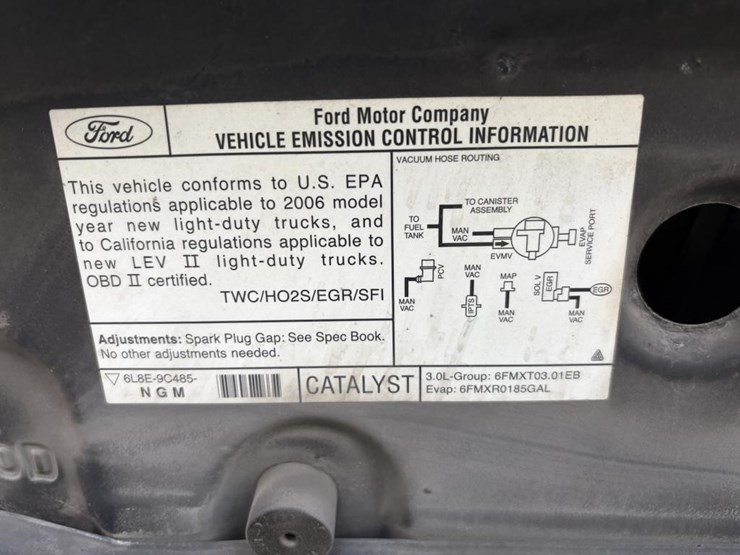 Ford
Ford Motor Company
VEHICLE EMISSION CONTROL INFORMATION
This vehicle conforms to U.S. EPA
regulations applicable to 2006 model
year new light-duty trucks, and
to California regulations applicable to
new LEV II light-duty trucks.
OBD II certified.
TWC/HO2S/EGR/SFI
Adjustments: Spark Plug Gap: See Spec Book.
No other adjustments needed.
VACUUM HOSE ROUTING
TO CANISTER
ASSEMBLY
TO
FUEL
TANK
MAN
VAC
EVMV
EVAP
SERVICE PORT
PCV
MAN
VAC
MAN
VAC
IPTS
MAP
MAN
VAC
SOL V
EGR
EGR
MAN
VAC
6L8E-9C485-
N G M
CATALYST
3.0L-Group: 6FMXT03.01EB
Evap: 6FMXR0185GAL